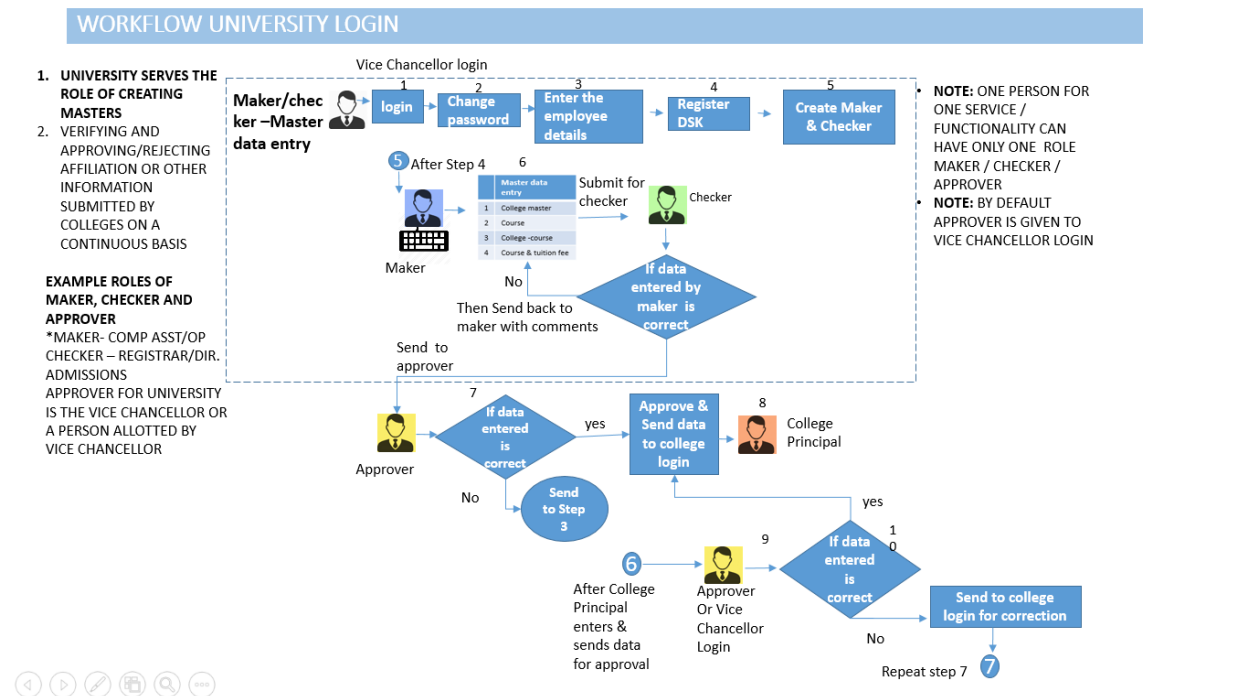 WORKFLOW UNIVERSITY LOGIN
1. UNIVERSITY SERVES THE
ROLE OF CREATING
MASTERS
2. VERIFYING AND
APPROVING/REJECTING
AFFILIATION OR OTHER
INFORMATION
SUBMITTED BY
COLLEGES ON A
CONTINUOUS BASIS
EXAMPLE ROLES OF
MAKER, CHECKER AND
APPROVER
*MAKER- COMP ASST/OP
CHECKER – REGISTRAR/DIR.
ADMISSIONS
APPROVER FOR UNIVERSITY
IS THE VICE CHANCELLOR OR
A PERSON ALLOTTED BY
VICE CHANCELLOR
Vice Chancellor login
Maker/chec
ker –Master
data entry
1
login
2
Change
password
3
Enter the
employee
details
4
Register
DSK
5
Create Maker
& Checker
• NOTE: ONE PERSON FOR
ONE SERVICE /
FUNCTIONALITY CAN
HAVE ONLY ONE ROLE
MAKER / CHECKER /
APPROVER
• NOTE: BY DEFAULT
APPROVER IS GIVEN TO
VICE CHANCELLOR LOGIN
5 After Step 4
Maker
6
Master data
entry
1 College master
2 Course
3 College -course
4 Course & tuition fee
Submit for
checker
Checker
If data
entered by
maker is
correct
No
Then Send back to
maker with comments
Send to
approver
Approver
7
If data
entered
is
correct
yes
No
Send
to Step
3
Approve &
Send data
to college
login
8
College
Principal
6
After College
Principal
enters &
sends data
for approval
Approver
Or Vice
Chancellor
Login
9
1
0
If data
entered
is
correct
yes
No
Send to college
login for correction
Repeat step 7
7